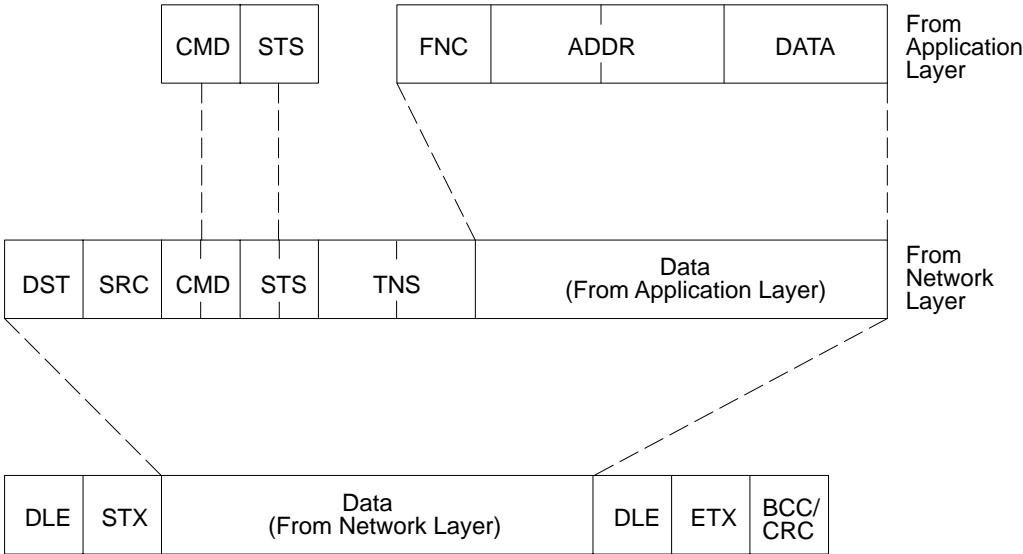 CMD STS FNC ADDR DATA
From
Application
Layer
DST SRC CMD STS TNS
Data
(From Application Layer)
From
Network
Layer
DLE STX
Data
(From Network Layer)
DLE ETX
BCC/
CRC